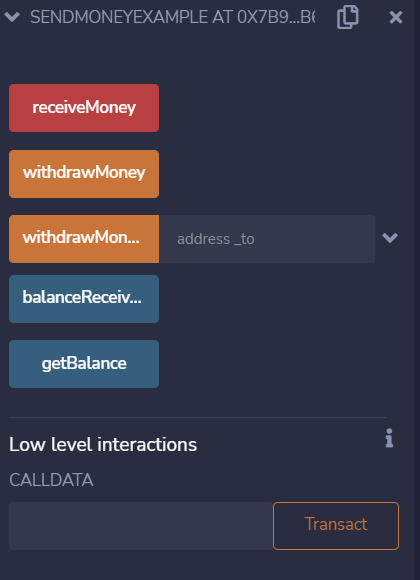 SENDMONEYEXAMPLE AT 0X7B9...B6
receiveMoney
withdrawMoney
withdrawMon... address _to
balanceReceiv...
getBalance
Low level interactions
CALLDATA
Transact